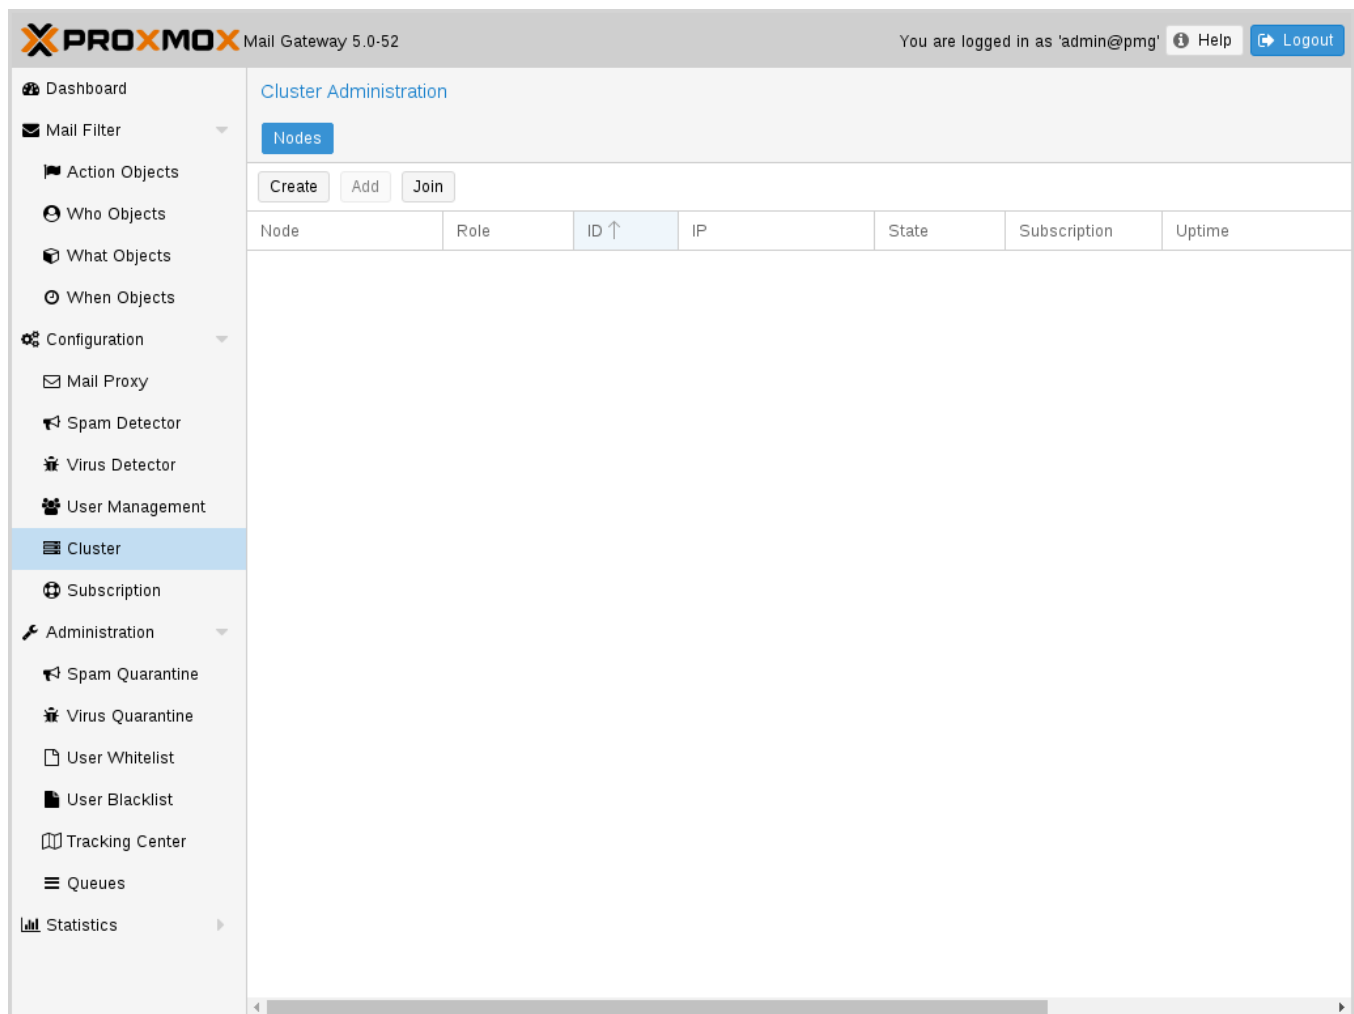 PROXMOX Mail Gateway 5.0-52 You are logged in as 'admin@pmg' Help Logout
Dashboard
Mail Filter
Action Objects
Who Objects
What Objects
When Objects
Configuration
Mail Proxy
Spam Detector
Virus Detector
User Management
Cluster
Subscription
Administration
Spam Quarantine
Virus Quarantine
User Whitelist
User Blacklist
Tracking Center
Queues
Statistics
Cluster Administration
Nodes
Create Add Join
Node Role ID IP State Subscription Uptime